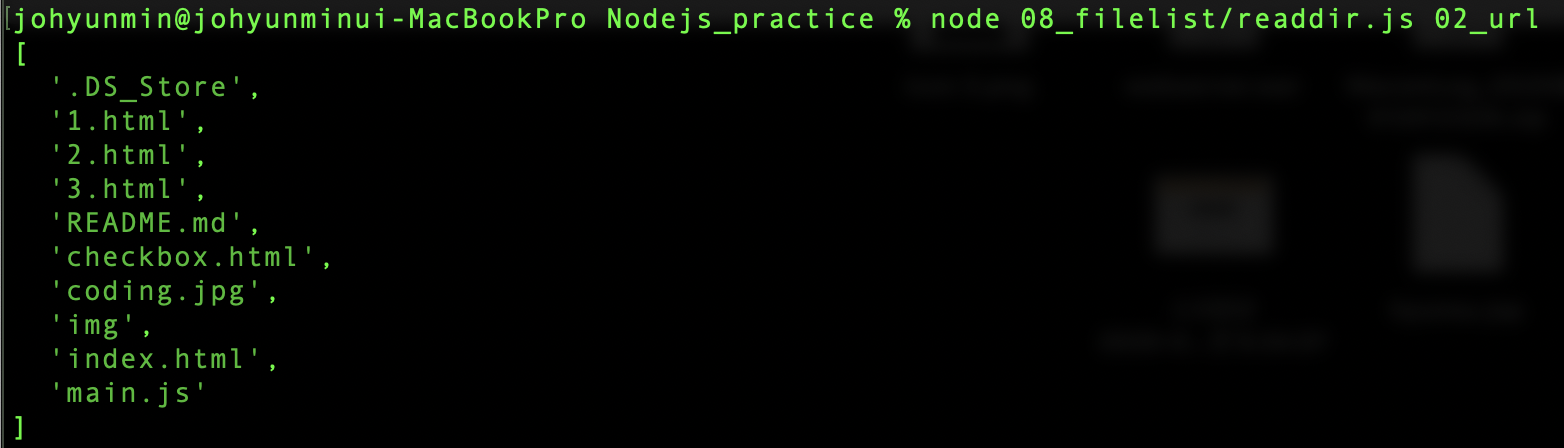 [johyunmin@johyunminui-MacBookPro Nodejs_practice % node 08_filelist/readdir.js 02_url
[
  '.DS_Store',
  '1.html',
  '2.html',
  '3.html',
  'README.md',
  'checkbox.html',
  'coding.jpg',
  'img',
  'index.html',
  'main.js'
]